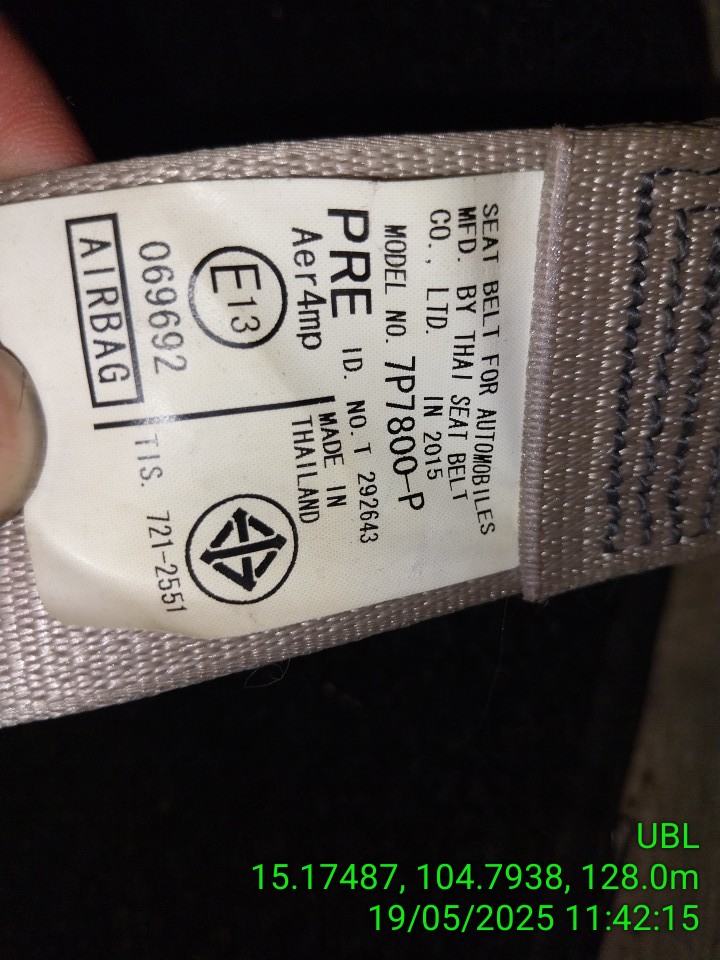 SEAT BELT FOR AUTOMOBILES
MFD. BY THAI SEAT BELT
CO., LTD. IN 2015
MODEL NO. 7P7800-P
PRE ID. NO. T 292643
Aer4mp
MADE IN
THAILAND
E13
069692
AIRBAG
TIS. 721-2551
UBL
15.17487, 104.7938, 128.0m
19/05/2025 11:42:15